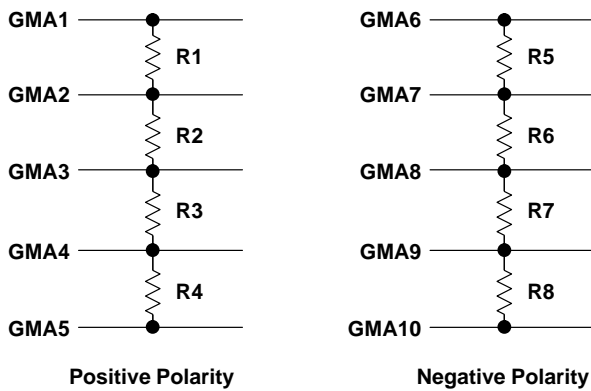 GMA1
R1
GMA2
R2
GMA3
R3
GMA4
R4
GMA5
Positive Polarity
GMA6
R5
GMA7
R6
GMA8
R7
GMA9
R8
GMA10
Negative Polarity